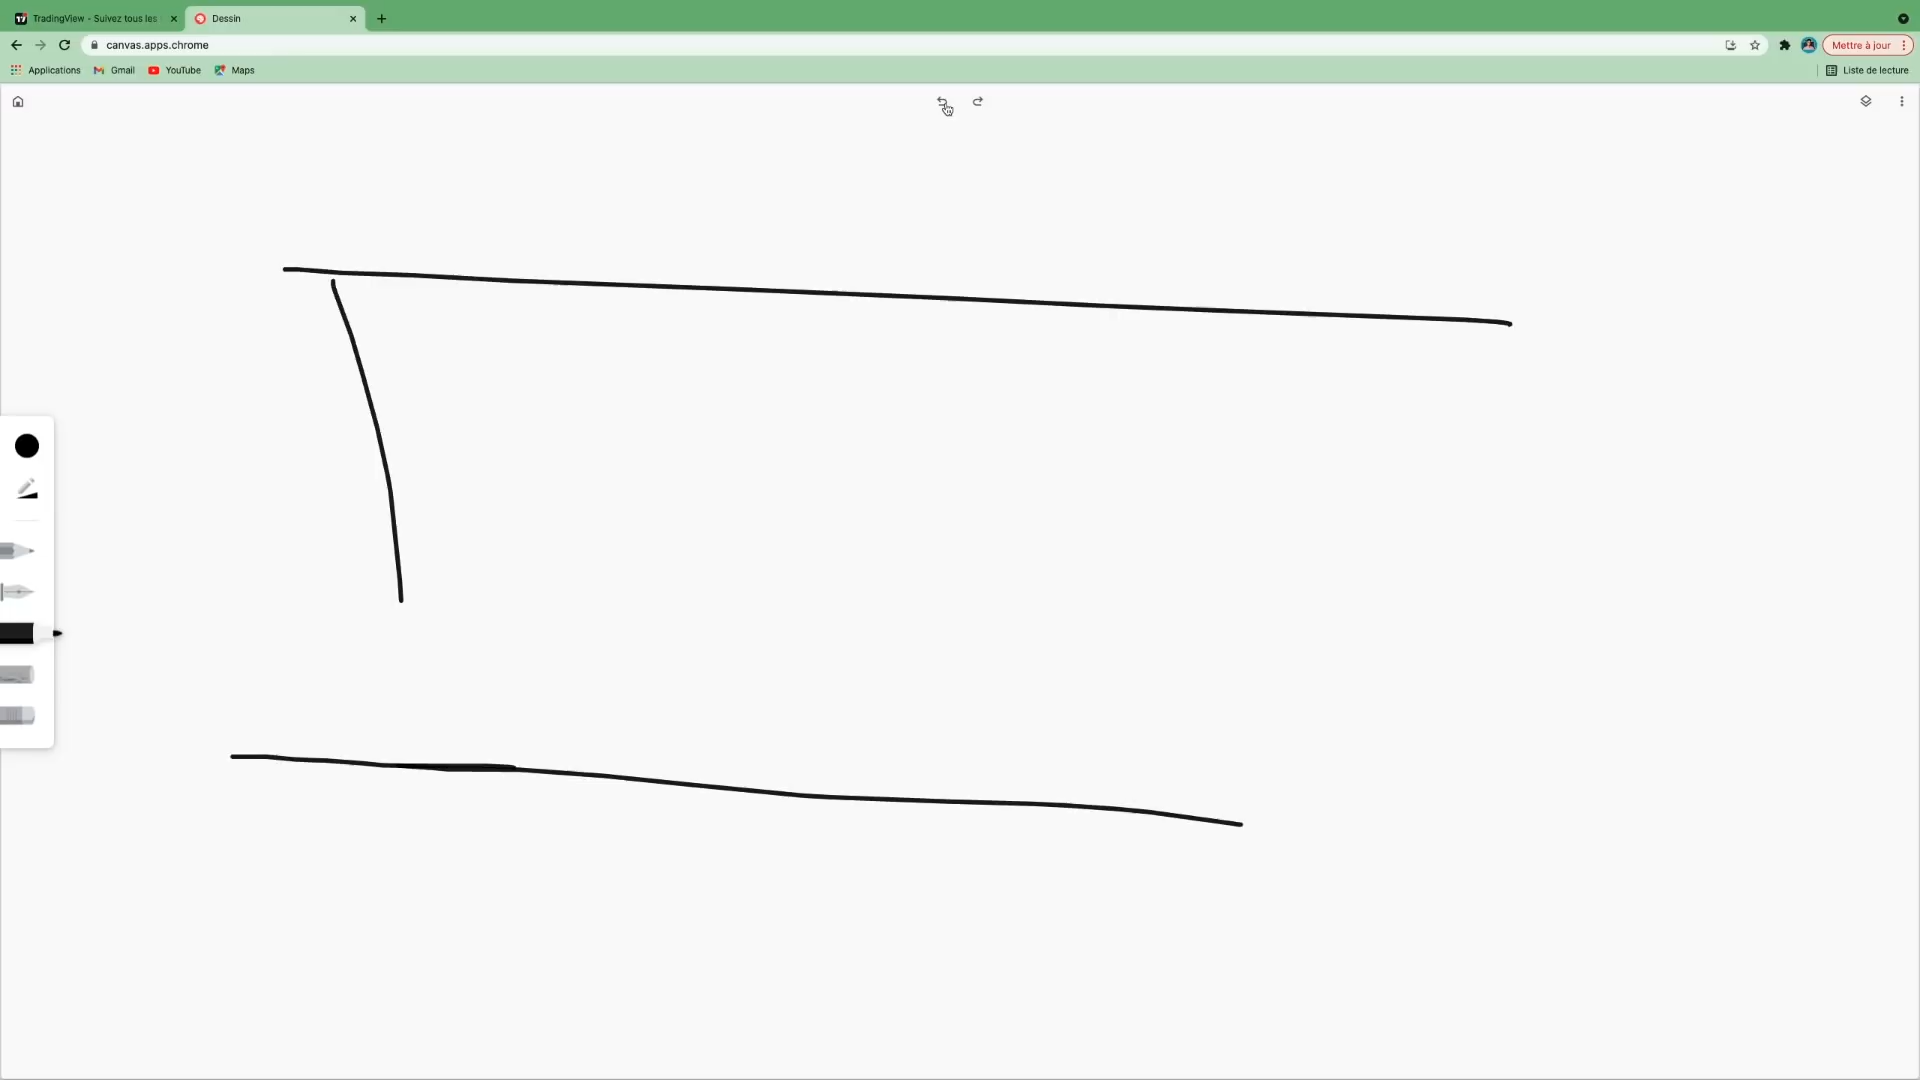 TradingView - Suivez tous les
Dessin
canvas.apps.chrome
Mettre à jour
Applications
Gmail
YouTube
Maps
Liste de lecture